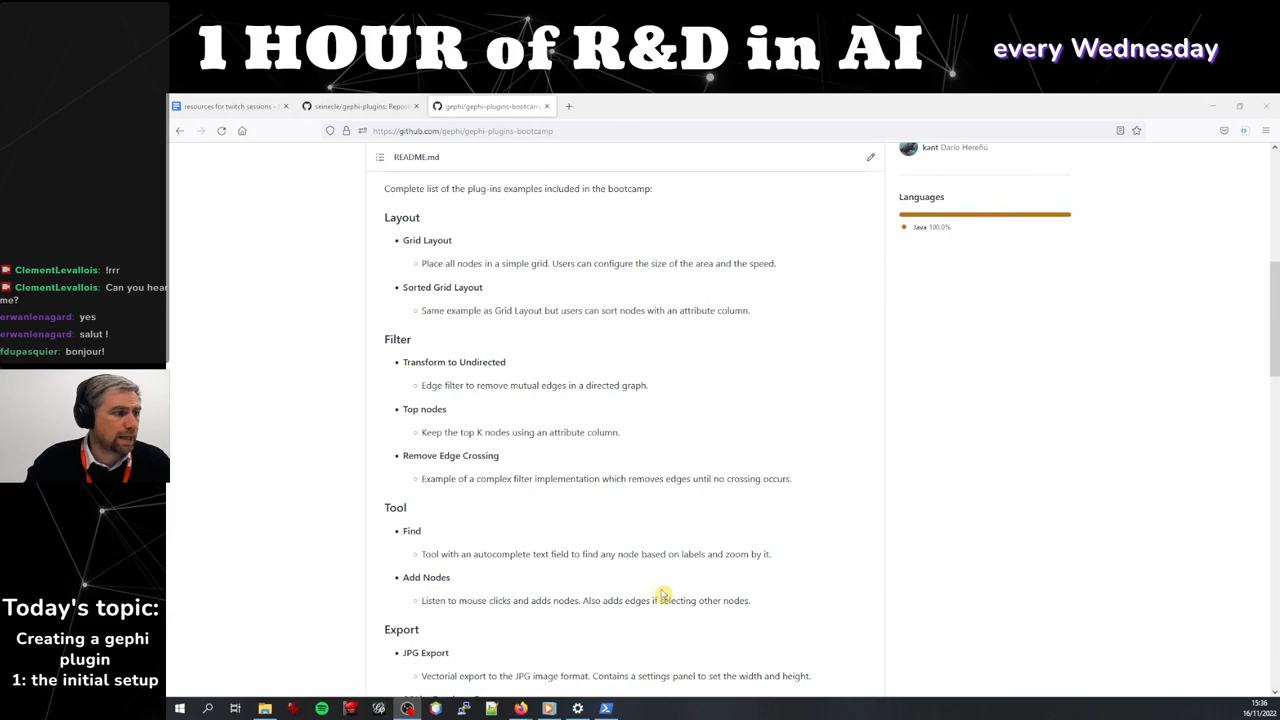 1 HOUR of R&D in AI
every Wednesday
resources for twitch sessions -
seinecle/gephi-plugins: Reposi
gephi/gephi-plugins-bootcamp
https://github.com/gephi/gephi-plugins-bootcamp
README.md
kant Darío Hereñú
Complete list of the plug-ins examples included in the bootcamp:
Languages
Java 100.0%
Layout
Grid Layout
Place all nodes in a simple grid. Users can configure the size of the area and the speed.
Sorted Grid Layout
Same example as Grid Layout but users can sort nodes with an attribute column.
Filter
Transform to Undirected
Edge filter to remove mutual edges in a directed graph.
Top nodes
Keep the top K nodes using an attribute column.
Remove Edge Crossing
Example of a complex filter implementation which removes edges until no crossing occurs.
Tool
Find
Tool with an autocomplete text field to find any node based on labels and zoom by it.
Add Nodes
Listen to mouse clicks and adds nodes. Also adds edges if selecting other nodes.
Export
JPG Export
Vectorial export to the JPG image format. Contains a settings panel to set the width and height.
ClementLevallois: !rrr
ClementLevallois: Can you hear
me?
erwanlenagard: yes
erwanlenagard: salut !
fdupasquier: bonjour!
Today's topic:
Creating a gephi
plugin
1: the initial setup
15:36
16/11/2022